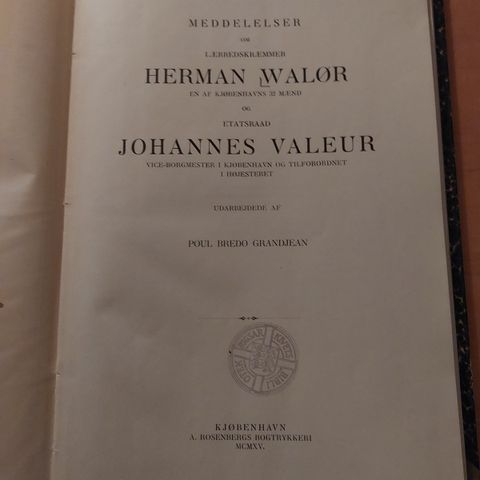 MEDDELELSER
OM
LÆRREDSKRÆMMER
HERMAN WALØR
EN AF KJØBENHAVNS 32 MÆND
OG
ETATSRAAD
JOHANNES VALEUR
VICE-BORGMESTER I KJØBENHAVN OG TILFORORDNET
I HØJESTERET
UDARBEJDEDE AF
POUL BREDO GRANDJEAN
KJØBENHAVN
A. ROSENBERGS BOGTRYKKERI
MCMXV.